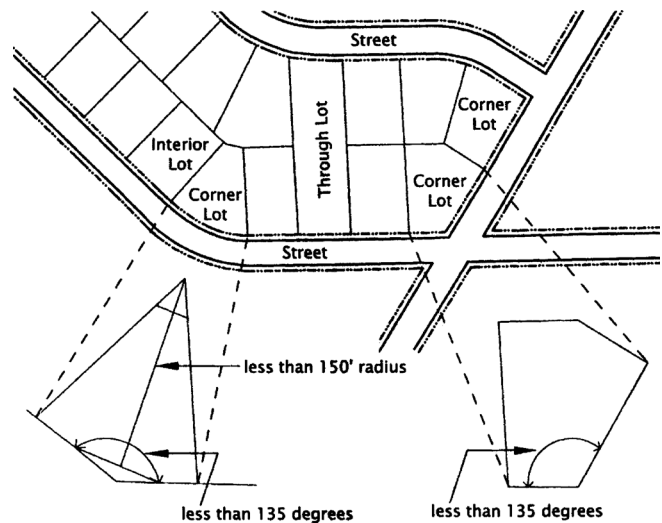 Street
Corner
Lot
Interior
Lot
Through Lot
Corner
Lot
Corner
Lot
Street
less than 150' radius
less than 135 degrees
less than 135 degrees